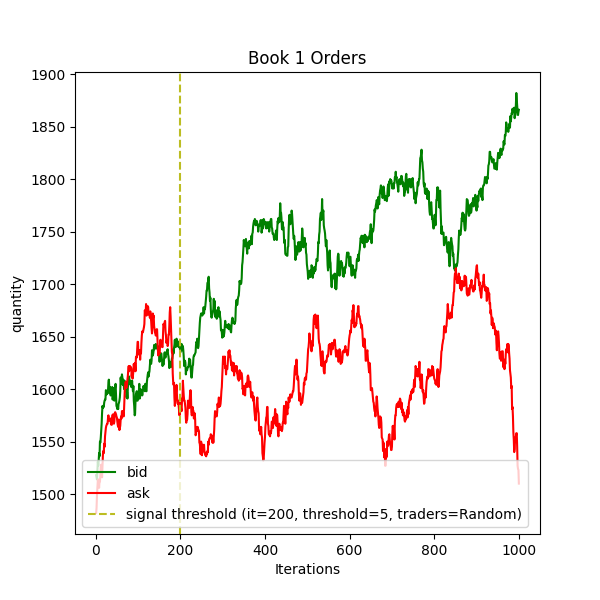 Book 1 Orders
quantity
1900
1850
1800
1750
1700
1650
1600
1550
1500
bid
ask
signal threshold (it=200, threshold=5, traders=Random)
0 200 400 600 800 1000
Iterations